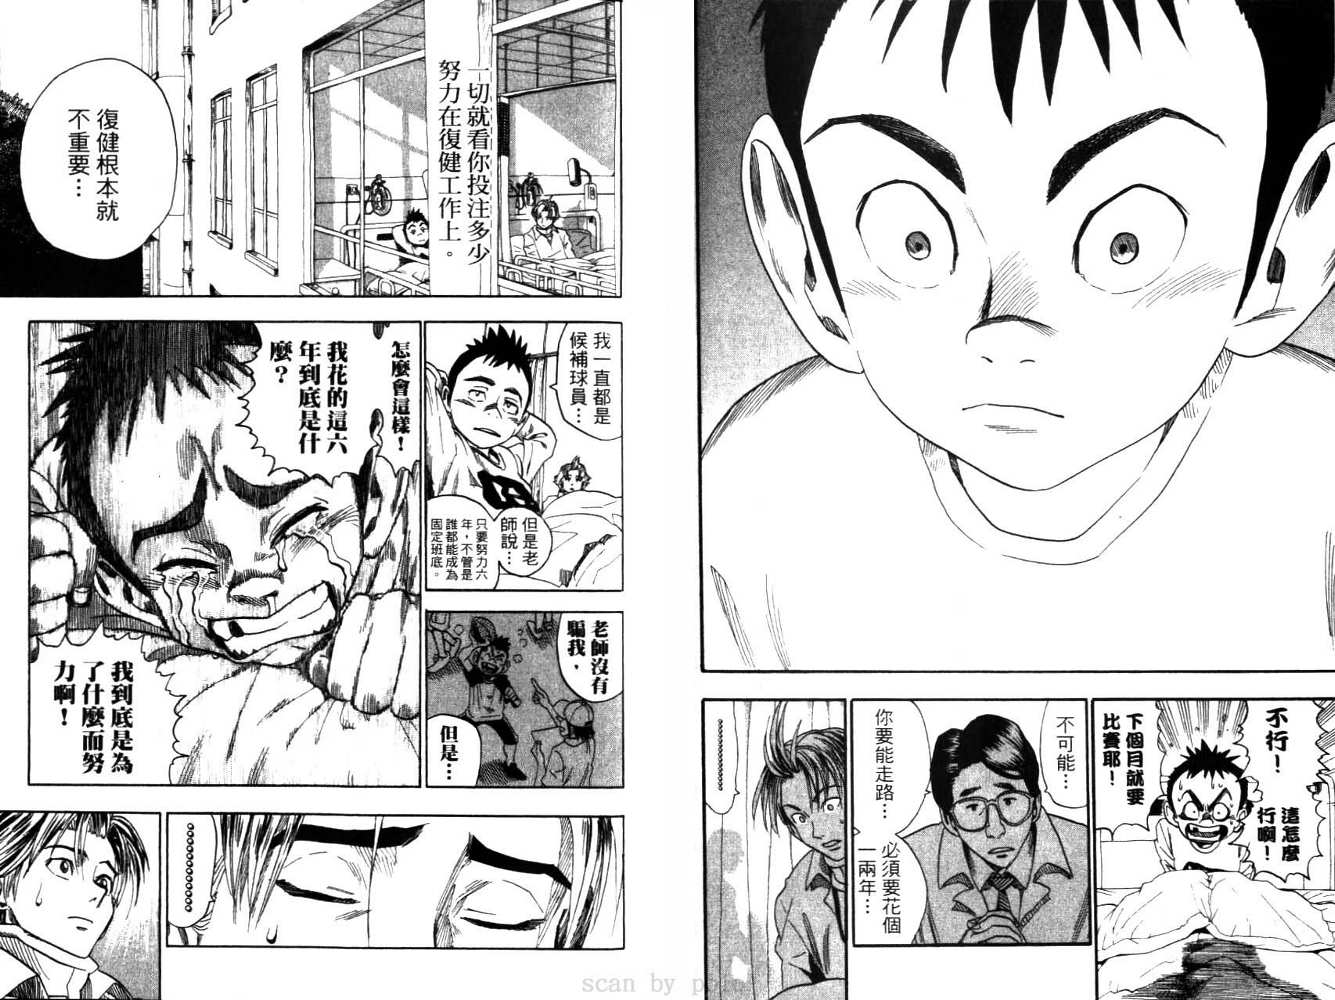 不行！
這怎麼
行啊！
下個月就要
比賽耶！
不可能…
你要能走路…
必須要花個
一兩年…
…………
一切就看你投注多少
努力在復健工作上。
復健根本就
不重要…
我一直都是
候補球員…
但是老
師說…
只要努力六
年，不管是
誰都能成為
固定班底。
老師沒有
騙我，
但是…
怎麼會這樣！
我花的這六
年到底是什
麼？
我到底是為
了什麼而努
力啊！
…………
scan by